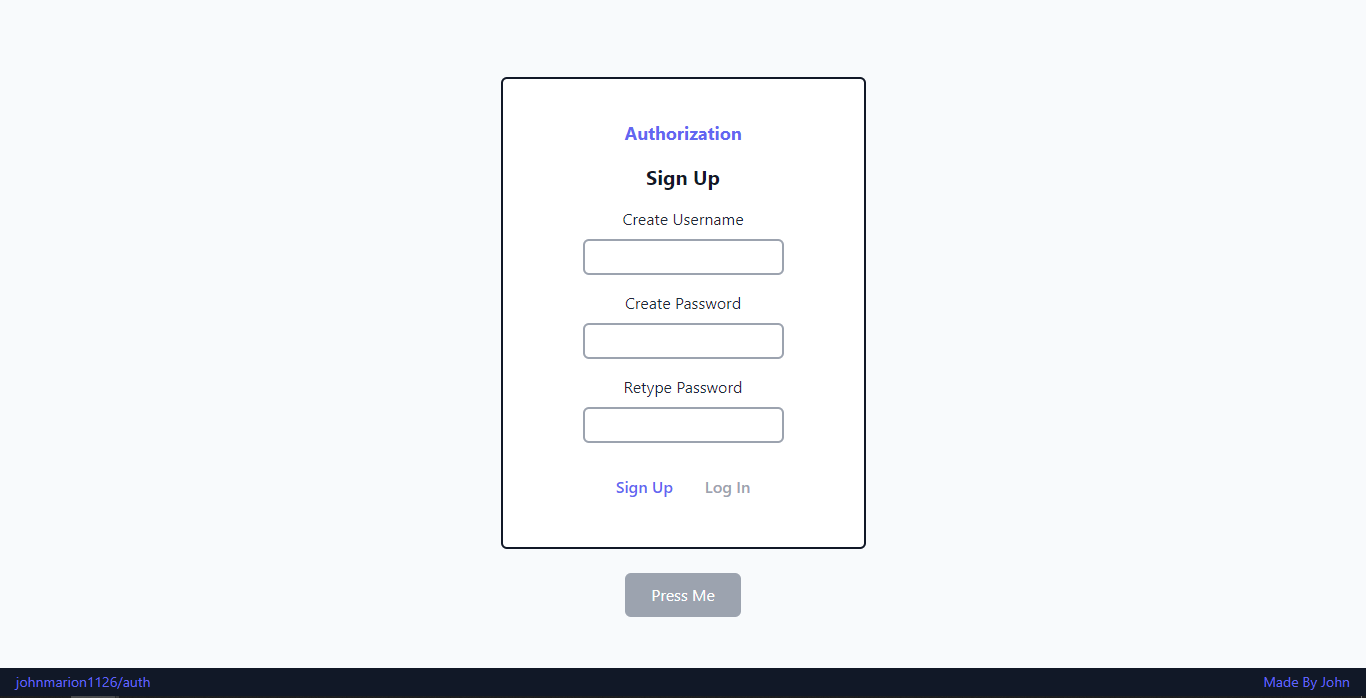 Authorization
Sign Up
Create Username
Create Password
Retype Password
Sign Up Log In
Press Me
johnmarion1126/auth Made By John